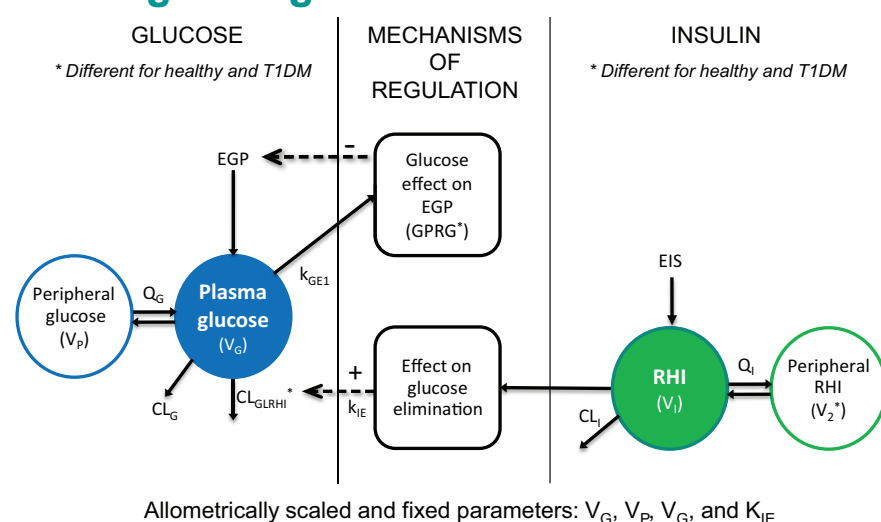 GLUCOSE
* Different for healthy and T1DM
MECHANISMS
OF
REGULATION
INSULIN
* Different for healthy and T1DM
EGP
−
Glucose
effect on
EGP
(GPRG*)
kGE1
Peripheral
glucose
(VP)
QG
Plasma
glucose
(VG)
CLG
CLGLRHI*
+
kIE
Effect on
glucose
elimination
EIS
RHI
(VI)
QI
CLI
Peripheral
RHI
(V2*)
Allometrically scaled and fixed parameters: VG, VP, VG, and KIE